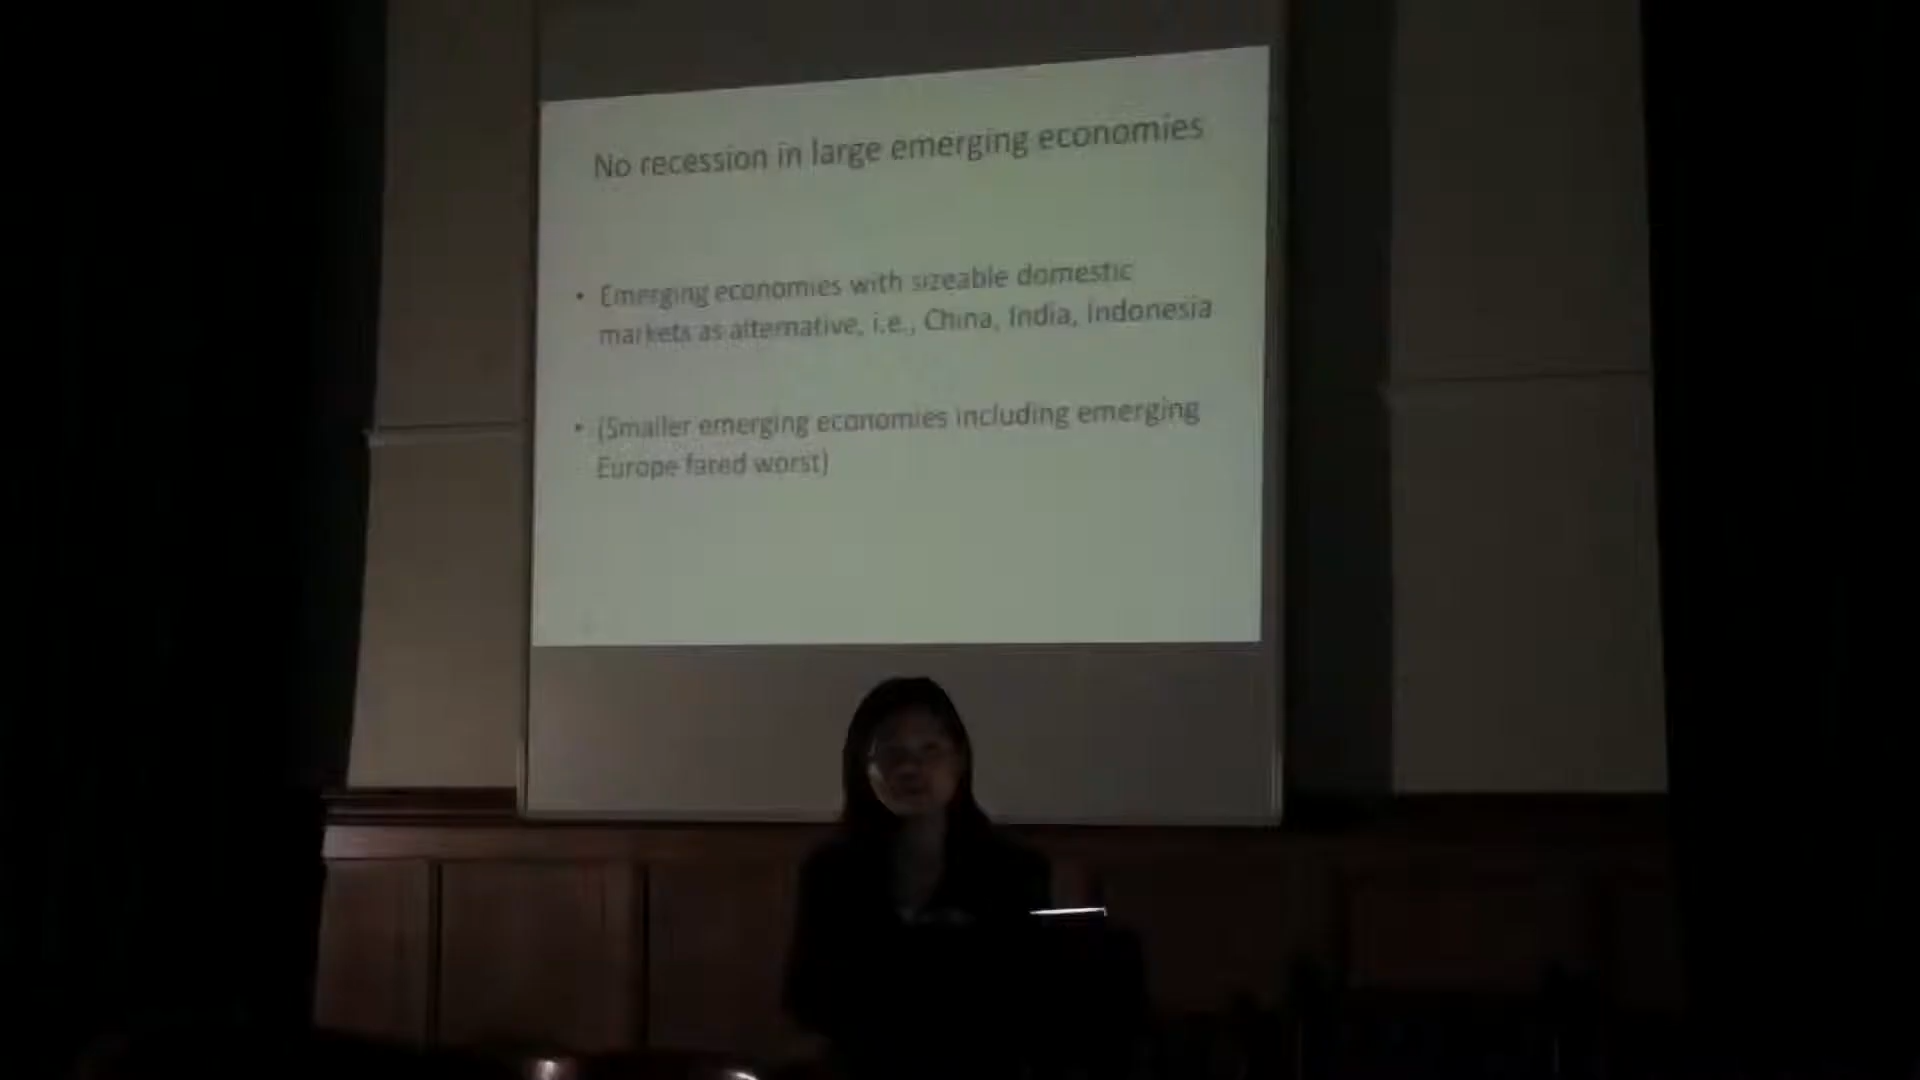 No recession in large emerging economies
• Emerging economies with sizeable domestic
markets as alternative, i.e., China, India, Indonesia
• (Smaller emerging economies including emerging
Europe fared worst)